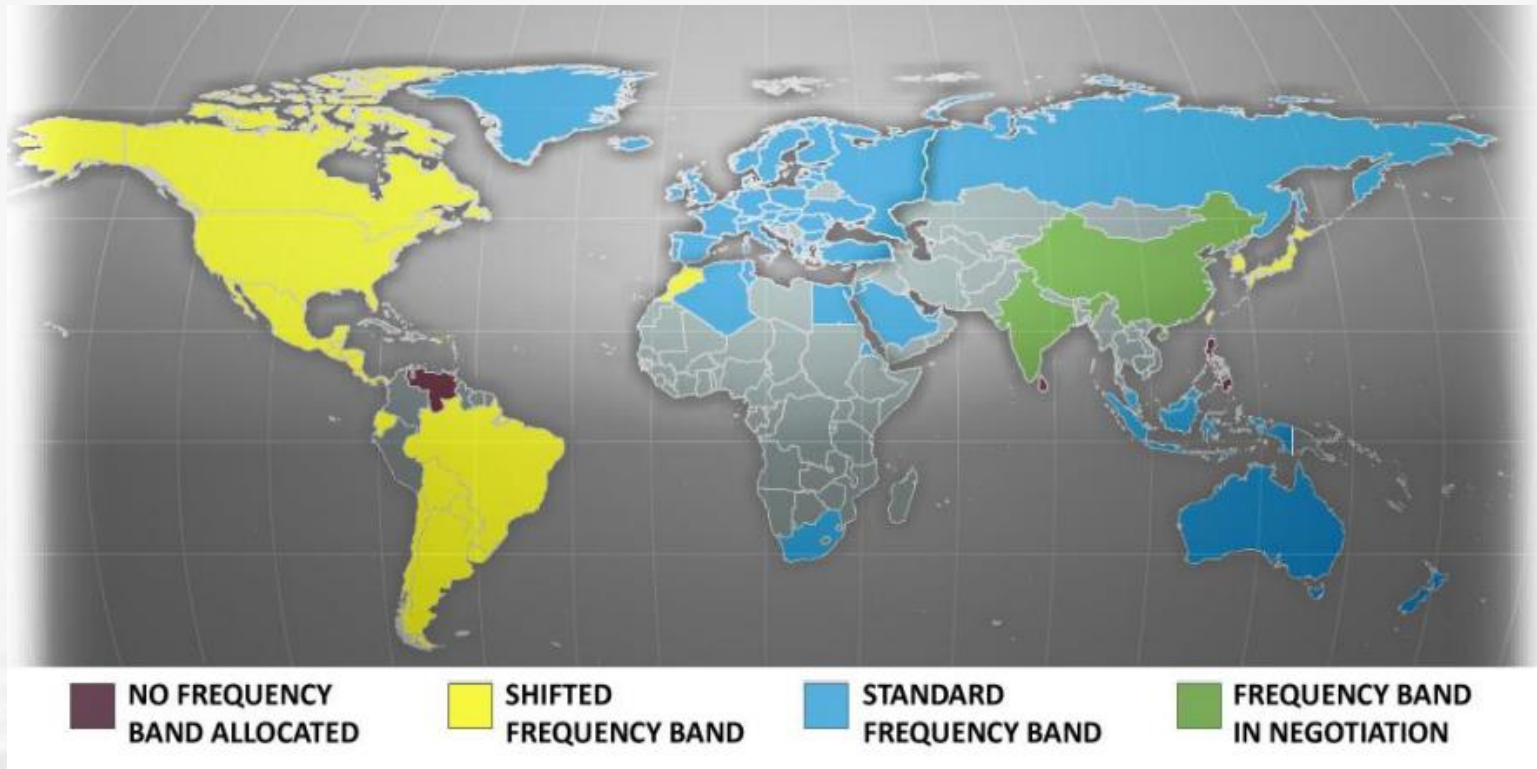 NO FREQUENCY
BAND ALLOCATED
SHIFTED
FREQUENCY BAND
STANDARD
FREQUENCY BAND
FREQUENCY BAND
IN NEGOTIATION